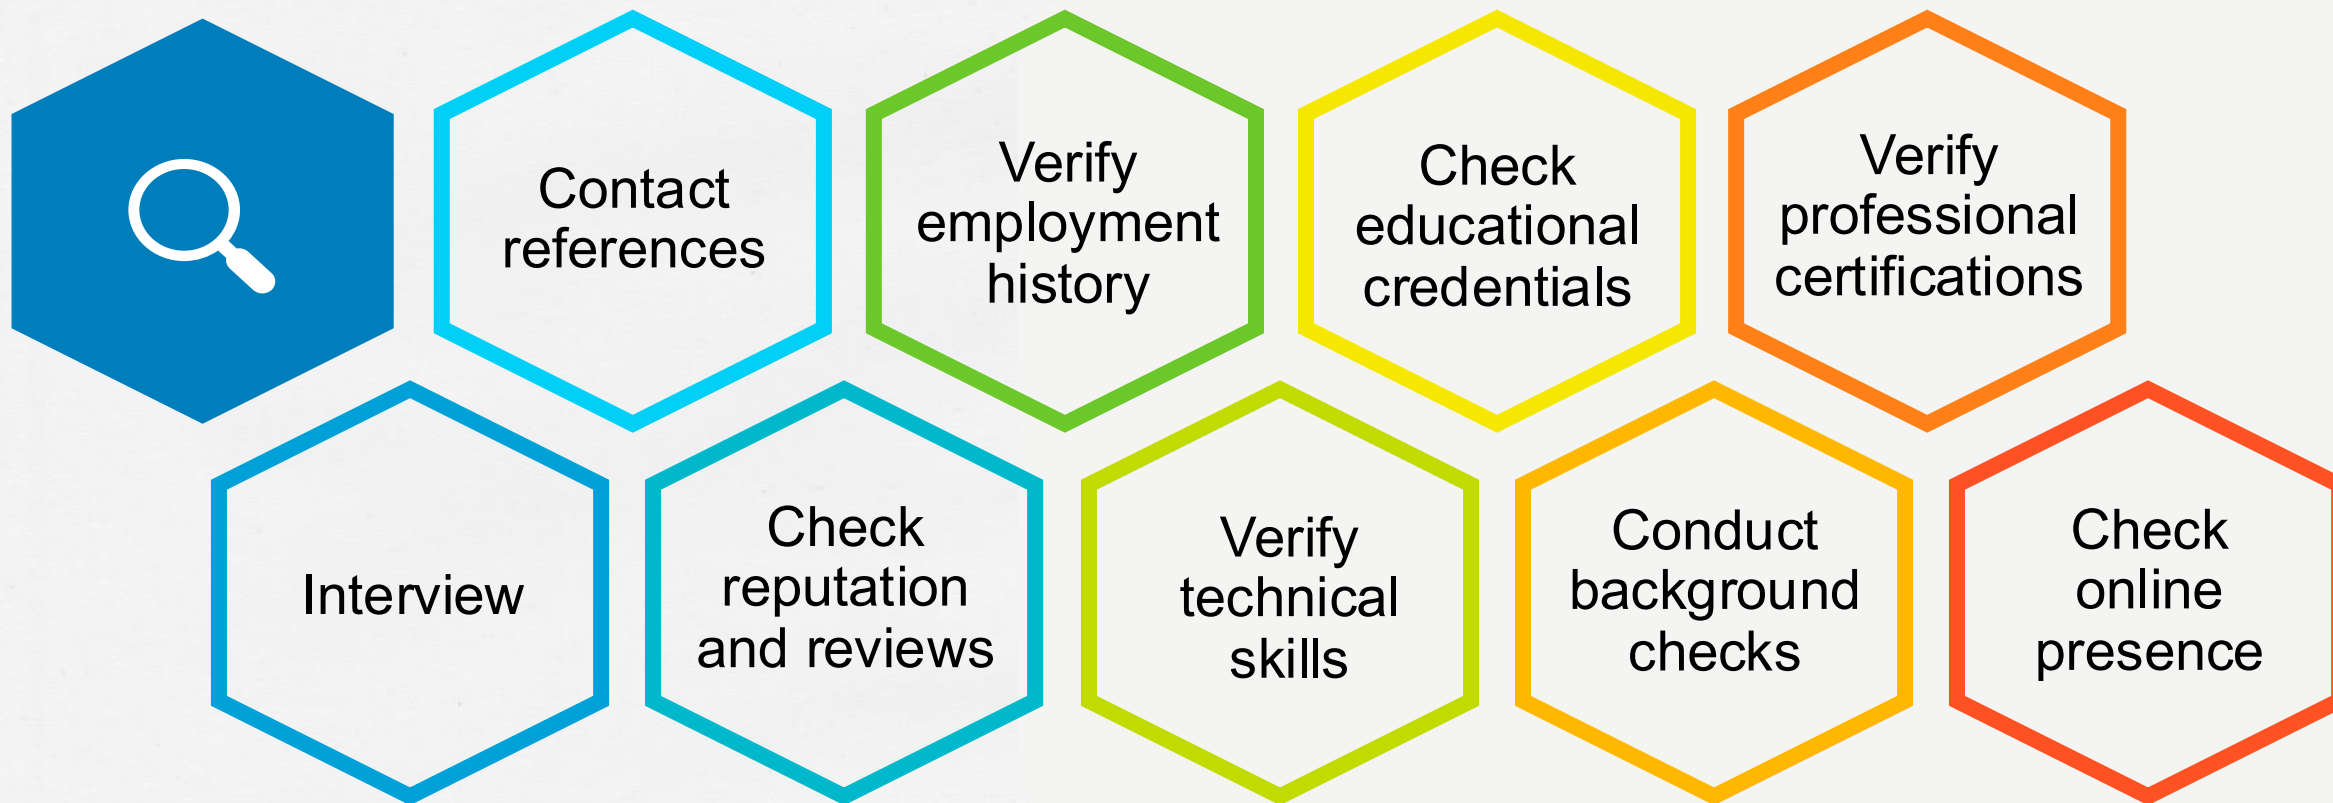 Contact
references
Verify
employment
history
Check
educational
credentials
Verify
professional
certifications
Interview
Check
reputation
and reviews
Verify
technical
skills
Conduct
background
checks
Check
online
presence